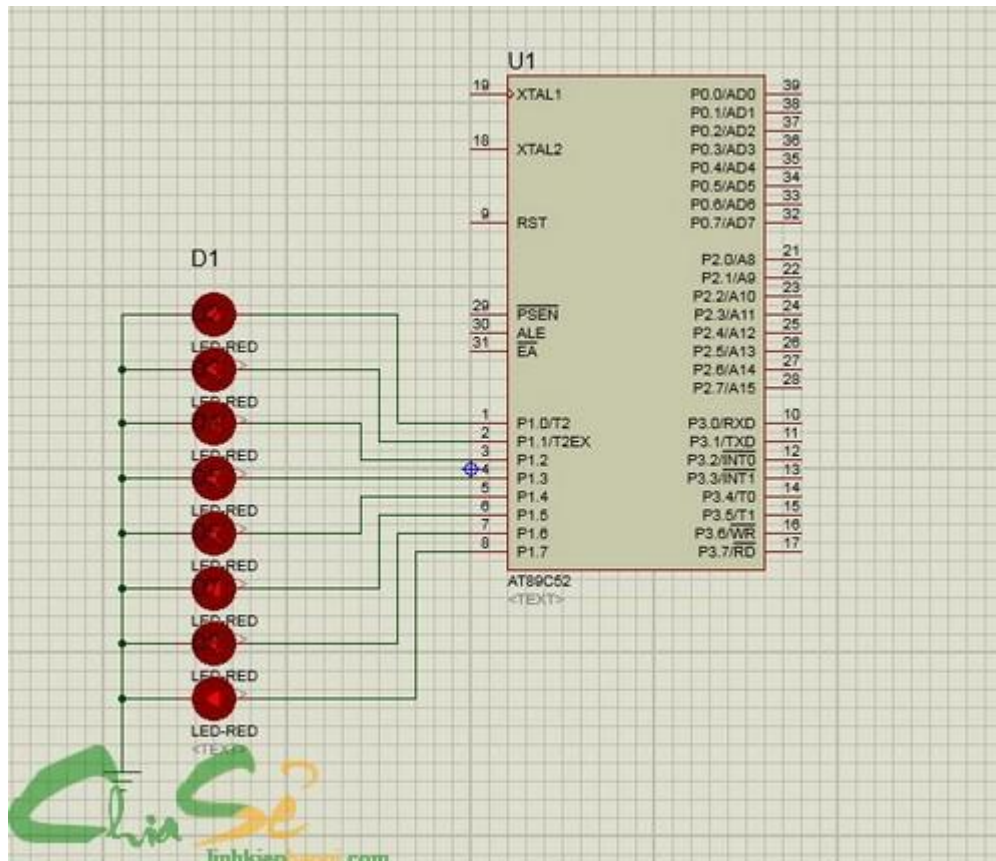 U1
19 XTAL1
18 XTAL2
9 RST
29 PSEN
30 ALE
31 EA
1 P1.0/T2
2 P1.1/T2EX
3 P1.2
4 P1.3
5 P1.4
6 P1.5
7 P1.6
8 P1.7
P0.0/AD0 39
P0.1/AD1 38
P0.2/AD2 37
P0.3/AD3 36
P0.4/AD4 35
P0.5/AD5 34
P0.6/AD6 33
P0.7/AD7 32
P2.0/A8 21
P2.1/A9 22
P2.2/A10 23
P2.3/A11 24
P2.4/A12 25
P2.5/A13 26
P2.6/A14 27
P2.7/A15 28
P3.0/RXD 10
P3.1/TXD 11
P3.2/INT0 12
P3.3/INT1 13
P3.4/T0 14
P3.5/T1 15
P3.6/WR 16
P3.7/RD 17
AT89C52
<TEXT>
D1
LED-RED
LED-RED
LED-RED
LED-RED
LED-RED
LED-RED
LED-RED
LED-RED
<TEXT>
Chia Sẻ